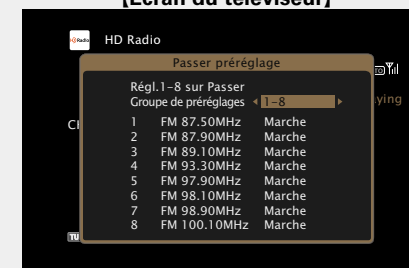 [Écran du téléviseur]
HD Radio
Passer préréglage
Régl.1-8 sur Passer
Groupe de préréglages 1-8
ying
1 FM 87.50MHz Marche
2 FM 87.90MHz Marche
3 FM 89.10MHz Marche
4 FM 93.30MHz Marche
5 FM 97.90MHz Marche
6 FM 98.10MHz Marche
7 FM 98.90MHz Marche
8 FM 100.10MHz Marche
TU